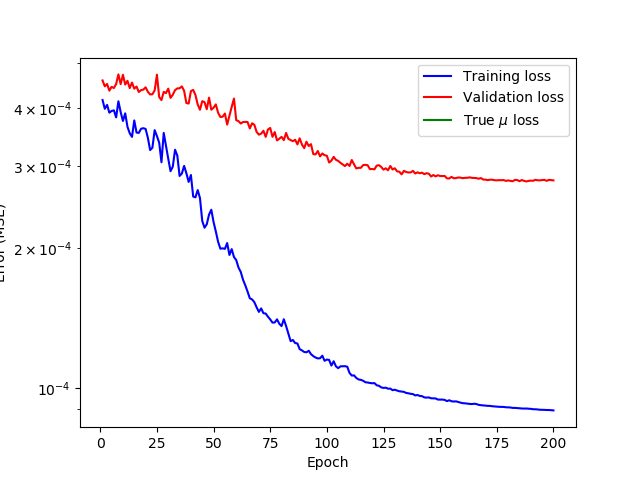 Training loss
Validation loss
True μ loss
4 × 10⁻⁴
3 × 10⁻⁴
2 × 10⁻⁴
10⁻⁴
(MSE)
0 25 50 75 100 125 150 175 200
Epoch